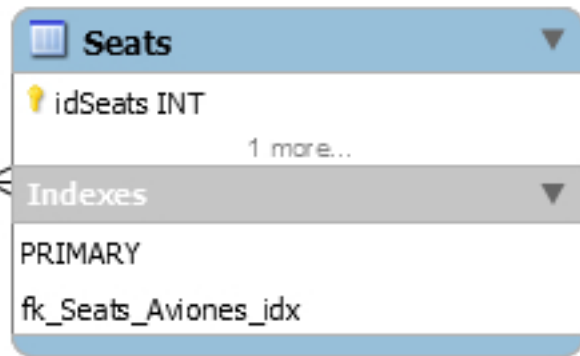 Seats
idSeats INT
1 more...
Indexes
PRIMARY
fk_Seats_Aviones_idx